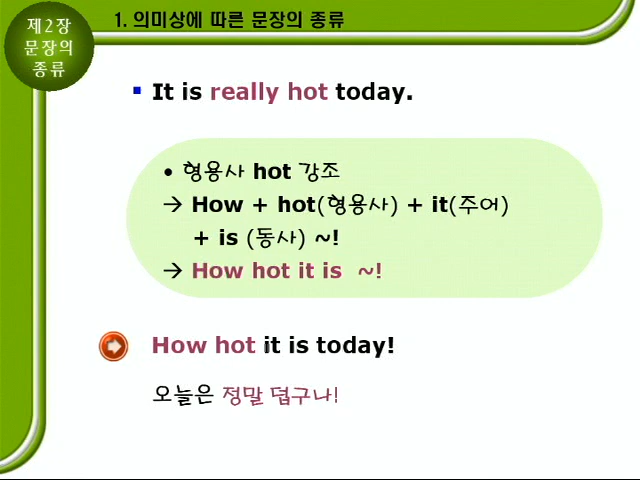 제2장
문장의
종류
1. 의미상에 따른 문장의 종류
▪ It is really hot today.
• 형용사 hot 강조
→ How + hot(형용사) + it(주어)
+ is (동사) ~!
→ How hot it is ~!
How hot it is today!
오늘은 정말 덥구나!